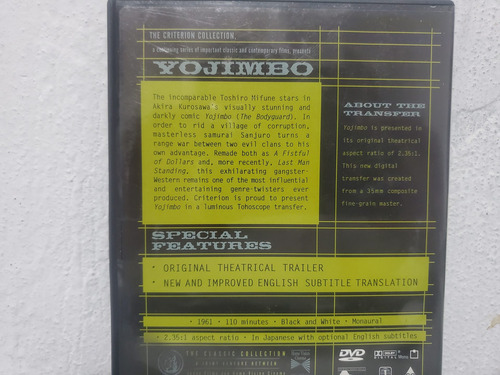 THE CRITERION COLLECTION,
a continuing series of important classic and contemporary films, presents
YOJIMBO
The incomparable Toshiro Mifune stars in
Akira Kurosawa's visually stunning and
darkly comic Yojimbo (The Bodyguard). In
order to rid a village of corruption,
masterless samurai Sanjuro turns a
range war between two evil clans to his
own advantage. Remade both as A Fistful
of Dollars and, more recently, Last Man
Standing, this exhilarating gangster-
Western remains one of the most influential
and entertaining genre-twisters ever
produced. Criterion is proud to present
Yojimbo in a luminous Tohoscope transfer.
ABOUT THE
TRANSFER
Yojimbo is presented in
its original theatrical
aspect ratio of 2.35:1.
This new digital
transfer was created
from a 35mm composite
fine-grain master.
SPECIAL
FEATURES
· ORIGINAL THEATRICAL TRAILER
· NEW AND IMPROVED ENGLISH SUBTITLE TRANSLATION
· 1961 · 110 minutes · Black and White · Monaural
· 2.35:1 aspect ratio · In Japanese with optional English subtitles
THE CLASSIC COLLECTION
A JOINT VENTURE BETWEEN
DVD
VIDEO
DOLBY
DIGITAL